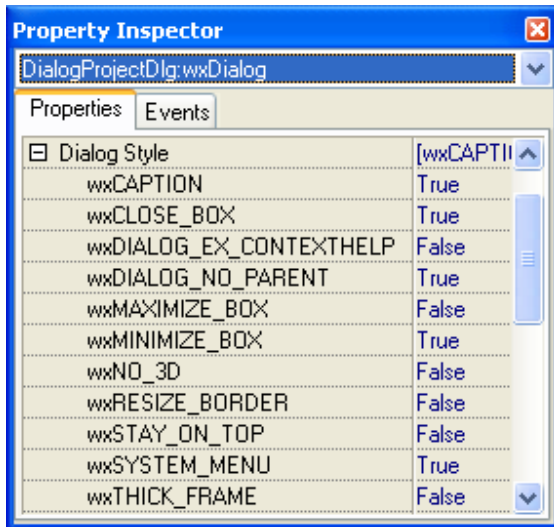 Property Inspector
DialogProjectDlg:wxDialog
Properties Events
Dialog Style [wxCAPTI
wxCAPTION True
wxCLOSE_BOX True
wxDIALOG_EX_CONTEXTHELP False
wxDIALOG_NO_PARENT True
wxMAXIMIZE_BOX False
wxMINIMIZE_BOX True
wxNO_3D False
wxRESIZE_BORDER False
wxSTAY_ON_TOP False
wxSYSTEM_MENU True
wxTHICK_FRAME False